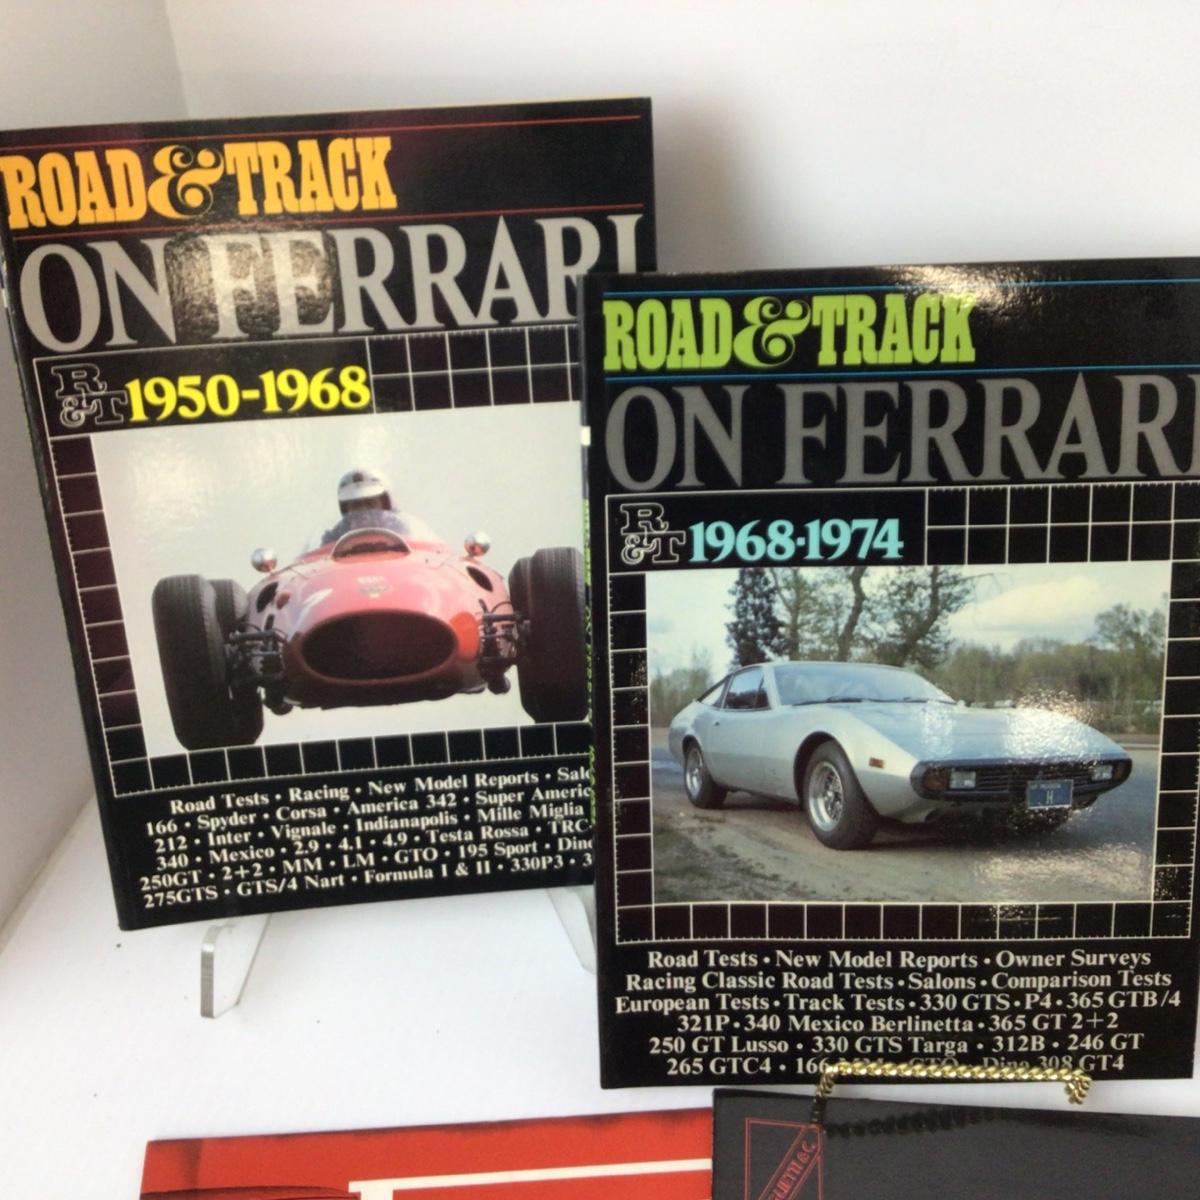 ROAD & TRACK
ON FERRARI
R&T 1950-1968
Road Tests • Racing • New Model Reports •
166 • Spyder • Corsa • America 342 • Super
212 • Inter • Vignale • Indianapolis • Mille Miglia
340 • Mexico • 2.9 • 4.1 • 4.9 • Testa Rossa • TRC
250GT • 2+2 • MM • LM • GTO • 195 Sport •
275GTS • GTS/4 Nart • Formula I & II • 330P3 •
ROAD & TRACK
ON FERRARI
R&T 1968-1974
Road Tests • New Model Reports • Owner Surveys
Racing Classic Road Tests • Salons • Comparison Tests
European Tests • Track Tests • 330 GTS • P4 • 365 GTB/4
321P • 340 Mexico Berlinetta • 365 GT 2+2
250 GT Lusso • 330 GTS Targa • 312B • 246 GT
265 GTC4 • 166 GTO • Dino 308 GT4